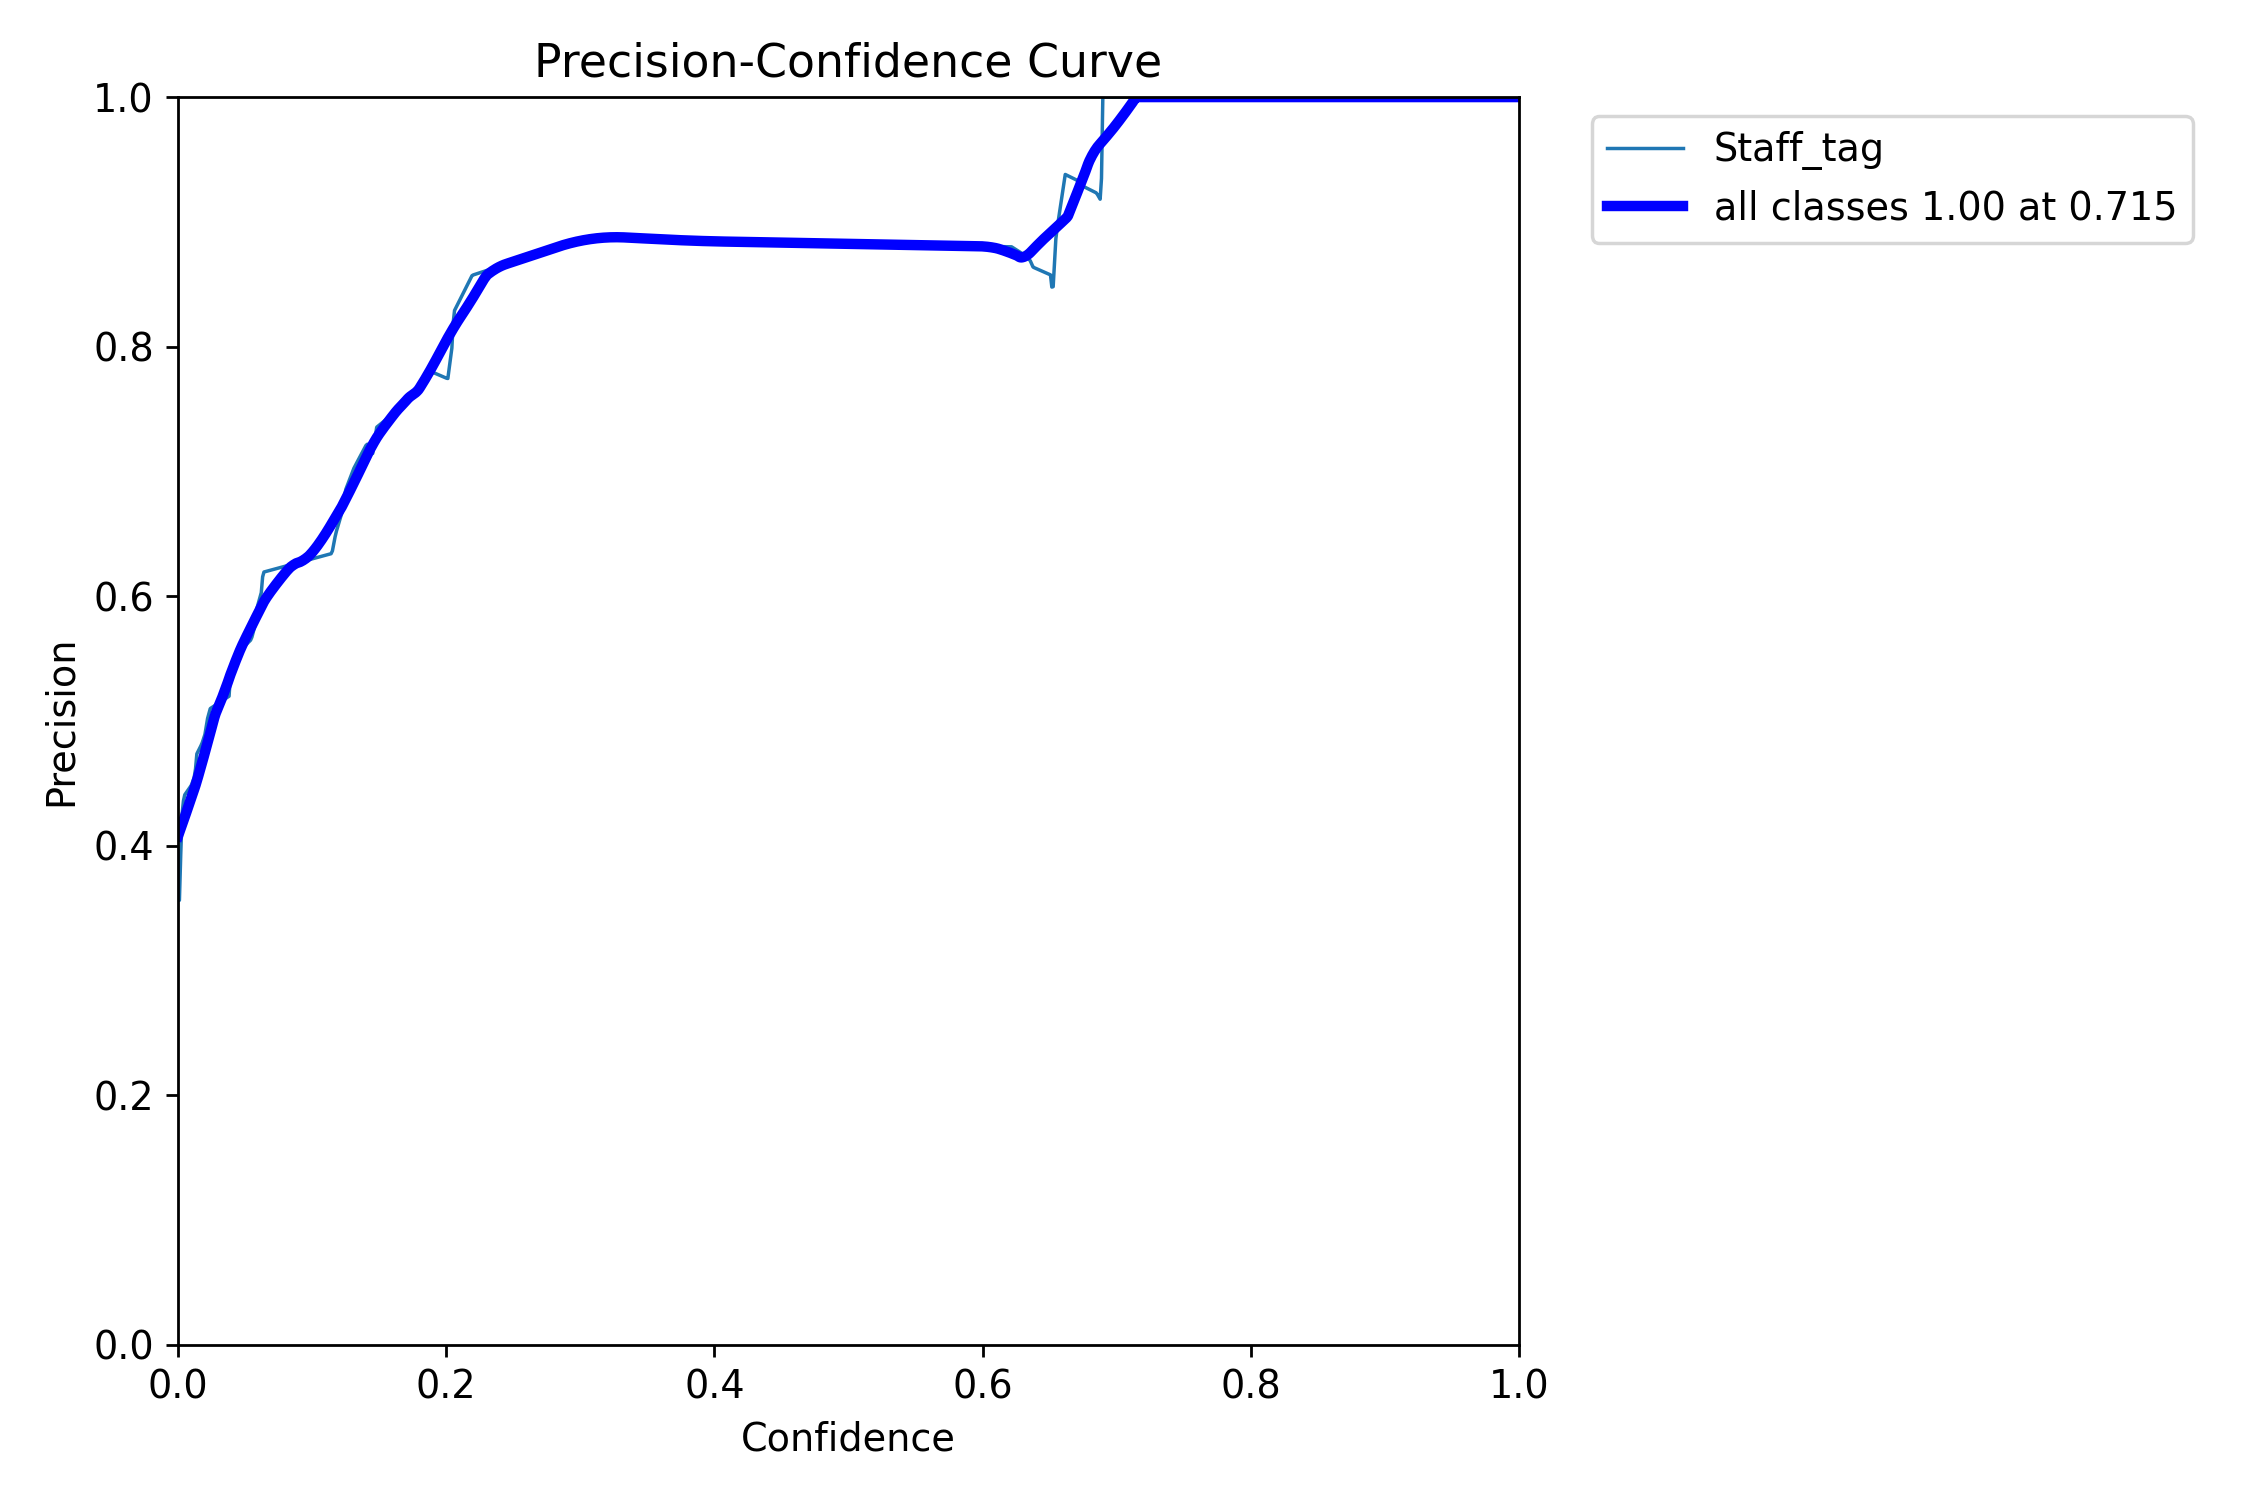 Precision-Confidence Curve
1.0
0.8
0.6
0.4
0.2
0.0
Precision
0.0 0.2 0.4 0.6 0.8 1.0
Confidence
Staff_tag
all classes 1.00 at 0.715